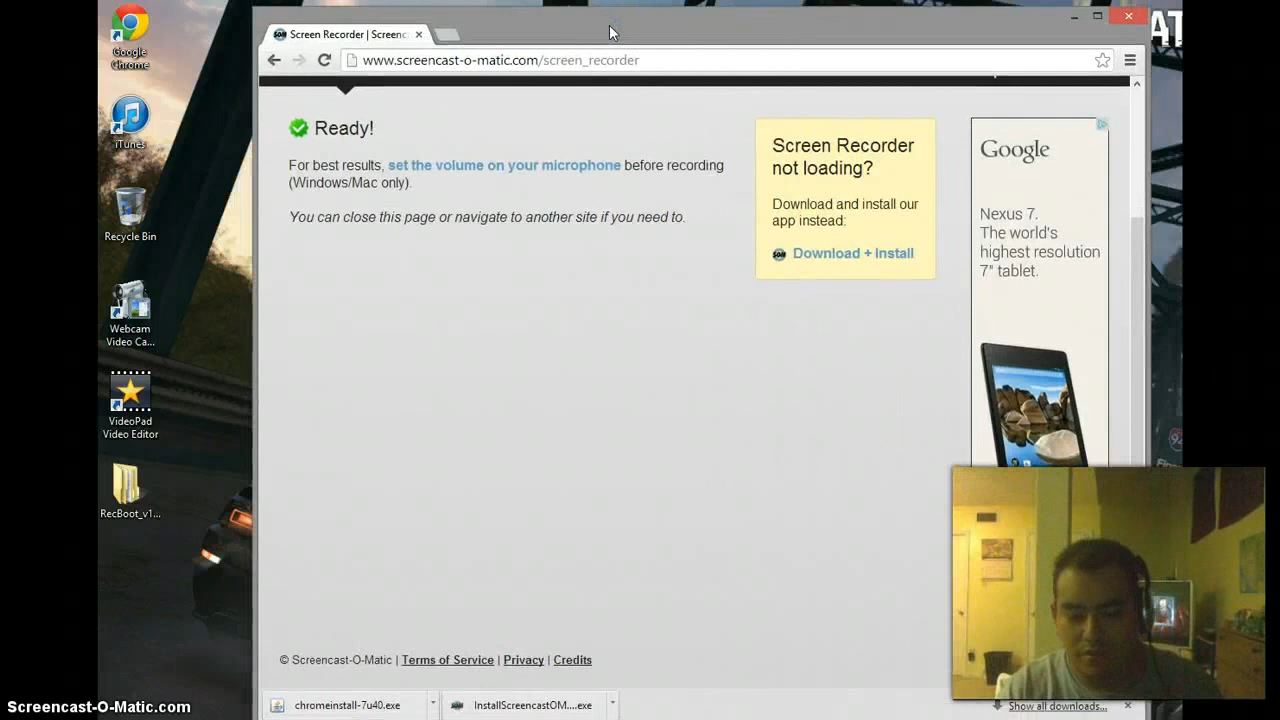 Google
Chrome
iTunes
Recycle Bin
Webcam
Video Ca...
VideoPad
Video Editor
RecBoot_v1...
Screen Recorder | Screenc
www.screencast-o-matic.com/screen_recorder
Ready!
For best results, set the volume on your microphone before recording
(Windows/Mac only).
You can close this page or navigate to another site if you need to.
Screen Recorder
not loading?
Download and install our
app instead:
SOM Download + Install
Google
Nexus 7.
The world's
highest resolution
7" tablet.
© Screencast-O-Matic | Terms of Service | Privacy | Credits
chromeinstall-7u40.exe
InstallScreencastOM....exe
Show all downloads...
Screencast-O-Matic.com